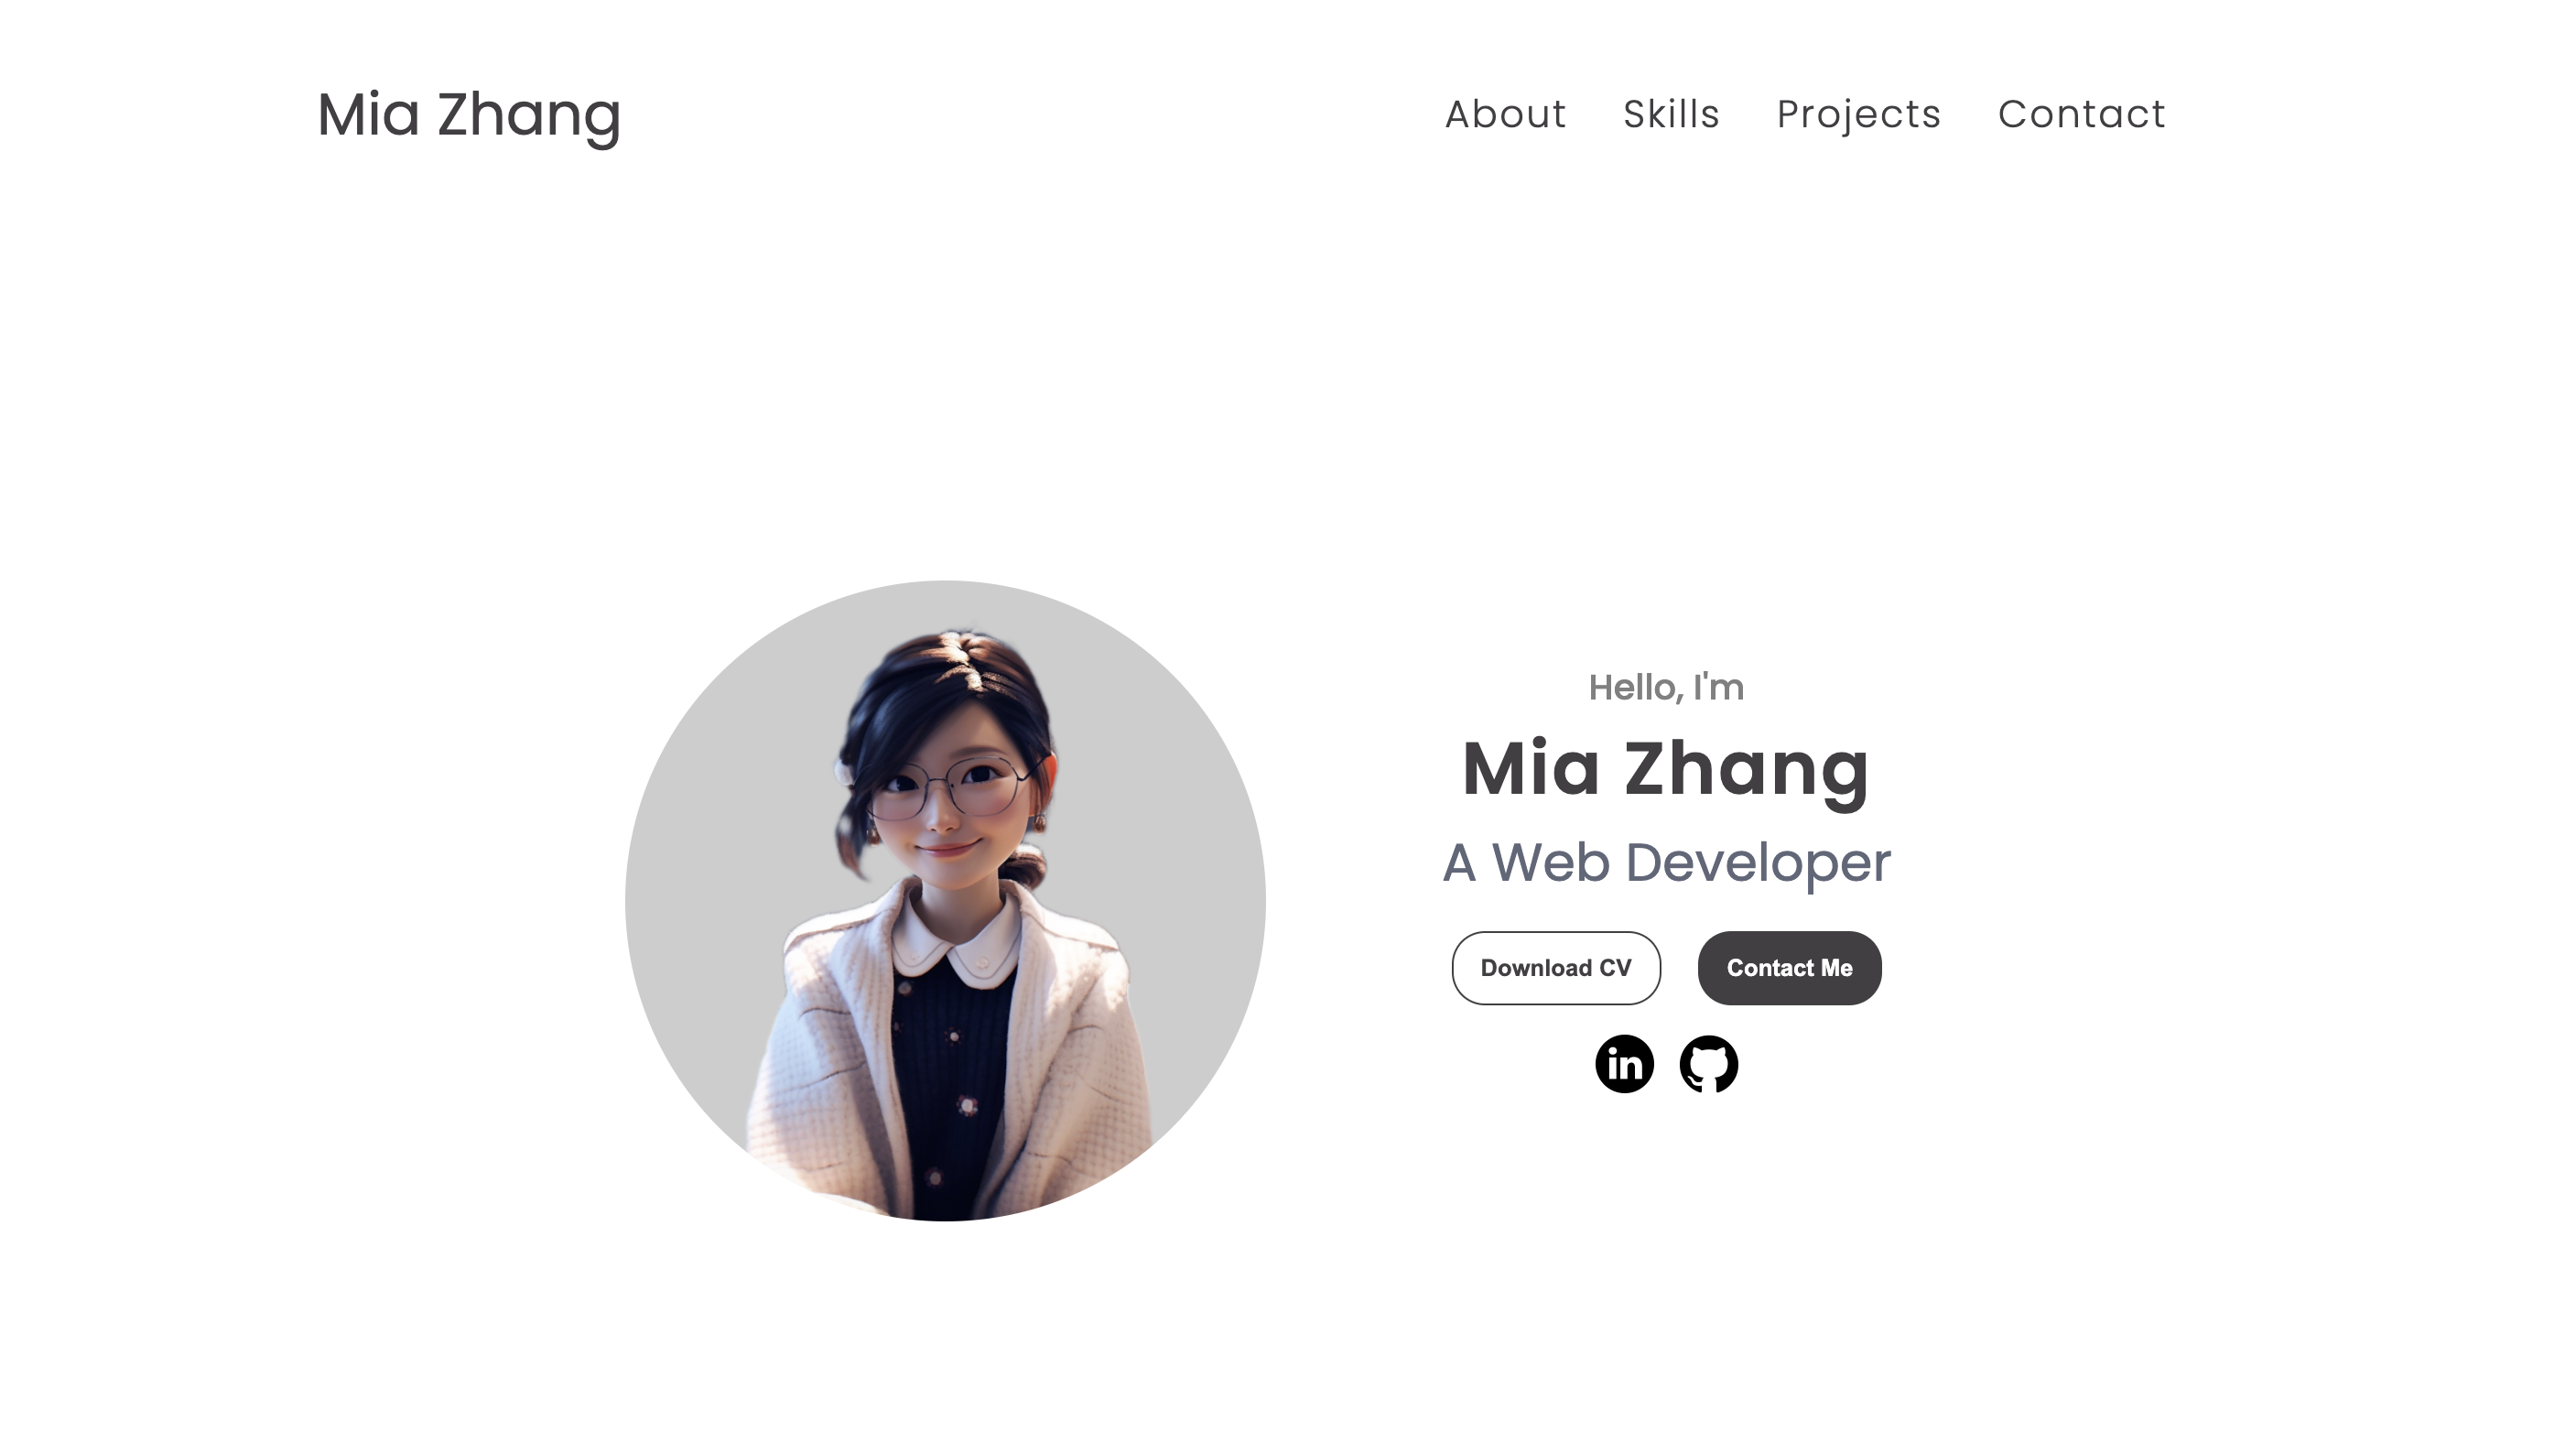 Mia Zhang
About Skills Projects Contact
Hello, I'm
Mia Zhang
A Web Developer
Download CV Contact Me
in